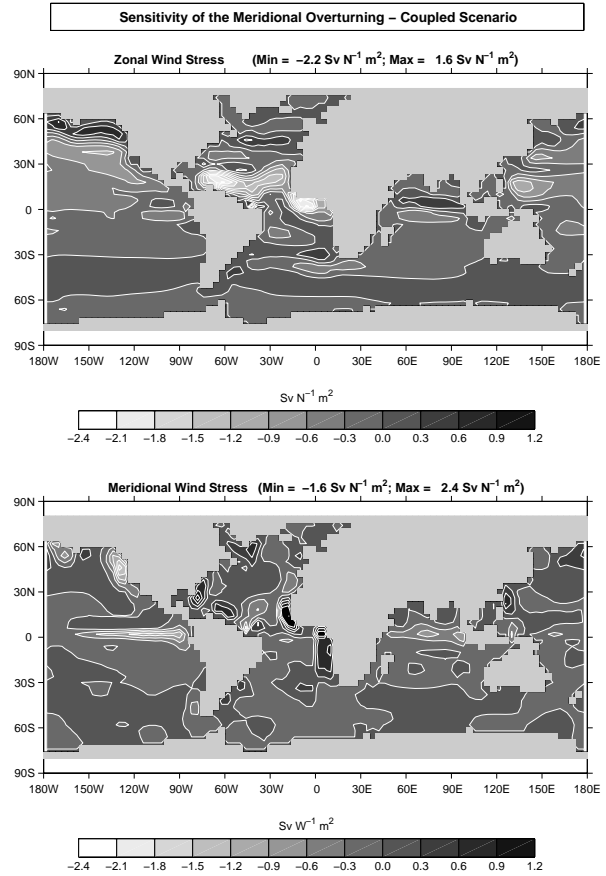 Sensitivity of the Meridional Overturning – Coupled Scenario
Zonal Wind Stress (Min = −2.2 Sv N⁻¹ m²; Max = 1.6 Sv N⁻¹ m²)
90N
60N
30N
0
30S
60S
90S
180W 150W 120W 90W 60W 30W 0 30E 60E 90E 120E 150E 180E
Sv N⁻¹ m²
−2.4 −2.1 −1.8 −1.5 −1.2 −0.9 −0.6 −0.3 0.0 0.3 0.6 0.9 1.2
Meridional Wind Stress (Min = −1.6 Sv N⁻¹ m²; Max = 2.4 Sv N⁻¹ m²)
90N
60N
30N
0
30S
60S
90S
180W 150W 120W 90W 60W 30W 0 30E 60E 90E 120E 150E 180E
Sv W⁻¹ m²
−2.4 −2.1 −1.8 −1.5 −1.2 −0.9 −0.6 −0.3 0.0 0.3 0.6 0.9 1.2